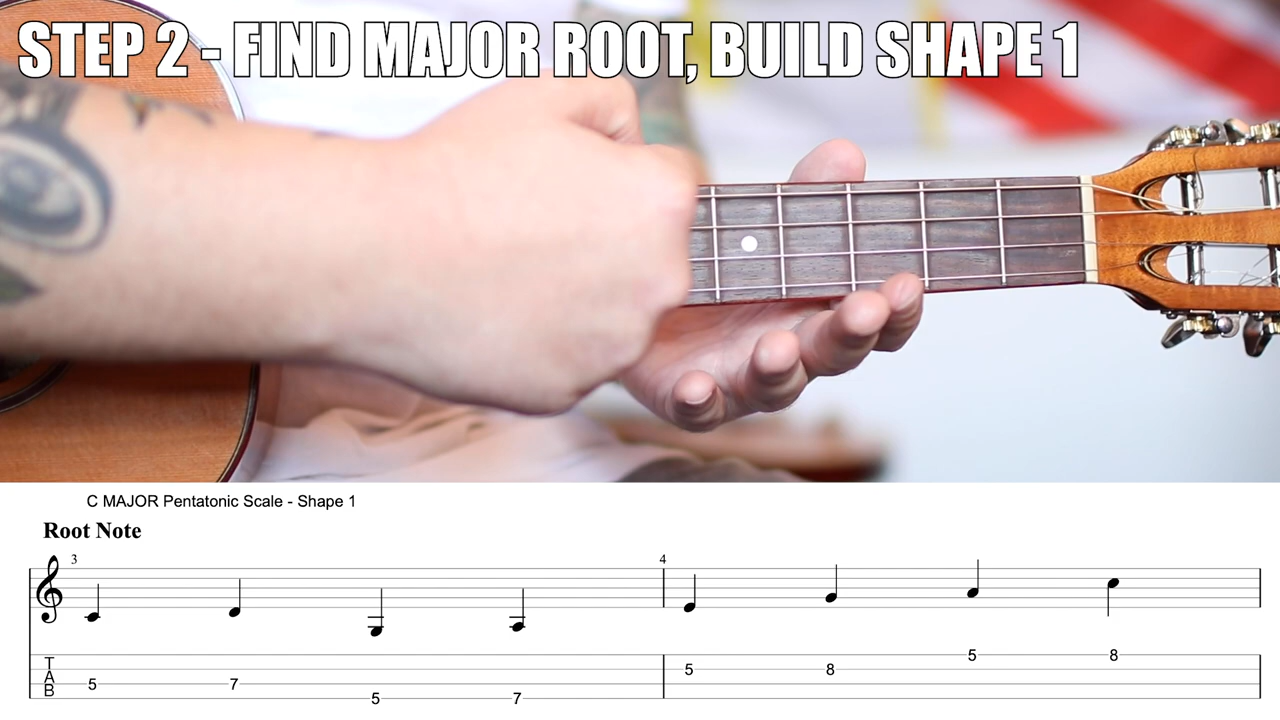 STEP 2 - FIND MAJOR ROOT, BUILD SHAPE 1
C MAJOR Pentatonic Scale - Shape 1
Root Note
3 4
T
A
B
5 8
5 8
5 7
5 7